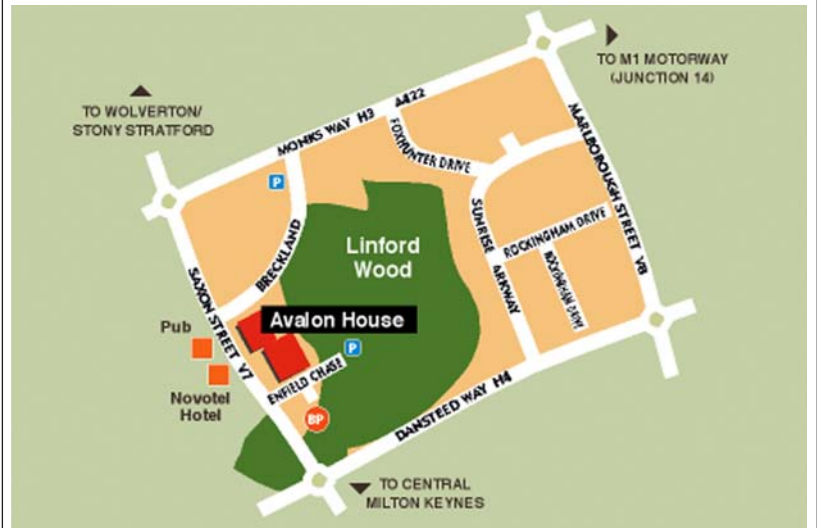 TO M1 MOTORWAY
(JUNCTION 14)
TO WOLVERTON/
STONY STRATFORD
MONKS WAY H3 A422
FOXHUNTER DRIVE
MARLBOROUGH STREET V8
P
SUNRISE ARKWAY
ROCKINGHAM DRIVE
ROCKINGHAM DRIVE
BRECKLAND
Linford
Wood
SAXON STREET V7
Avalon House
Pub
P
Novotel
Hotel
ENFIELD CHASE
BP
DANSTEED WAY H4
TO CENTRAL
MILTON KEYNES